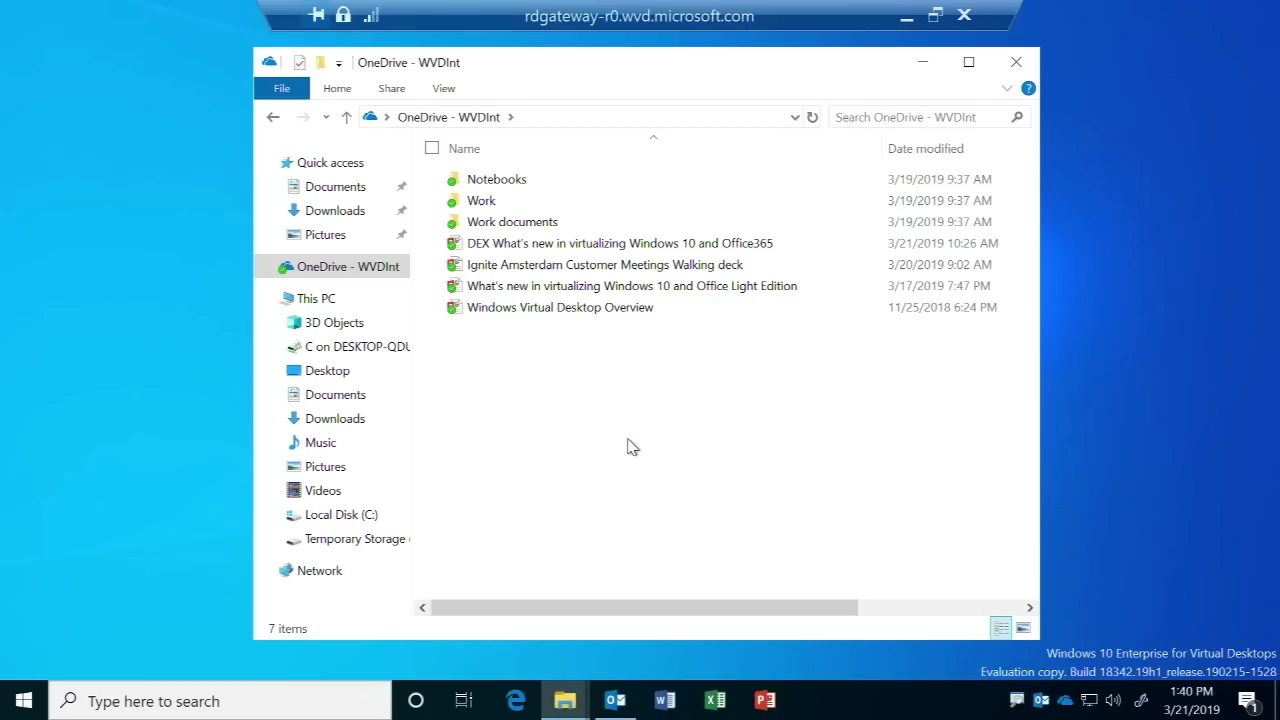 rdgateway-r0.wvd.microsoft.com
OneDrive - WVDInt
File Home Share View
OneDrive - WVDInt
Search OneDrive - WVDInt
Name Date modified
Quick access
Documents
Downloads
Pictures
OneDrive - WVDInt
This PC
3D Objects
C on DESKTOP-QDU
Desktop
Documents
Downloads
Music
Pictures
Videos
Local Disk (C:)
Temporary Storage (
Network
Notebooks 3/19/2019 9:37 AM
Work 3/19/2019 9:37 AM
Work documents 3/19/2019 9:37 AM
DEX What's new in virtualizing Windows 10 and Office365 3/21/2019 10:26 AM
Ignite Amsterdam Customer Meetings Walking deck 3/20/2019 9:02 AM
What's new in virtualizing Windows 10 and Office Light Edition 3/17/2019 7:47 PM
Windows Virtual Desktop Overview 11/25/2018 6:24 PM
7 items
Windows 10 Enterprise for Virtual Desktops
Evaluation copy. Build 18342.19h1_release.190215-1528
Type here to search
1:40 PM
3/21/2019
1